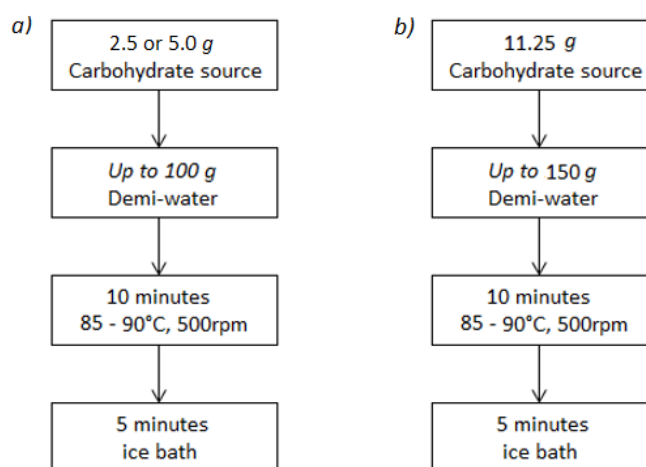 a)
2.5 or 5.0 g
Carbohydrate source
Up to 100 g
Demi-water
10 minutes
85 - 90°C, 500rpm
5 minutes
ice bath
b)
11.25 g
Carbohydrate source
Up to 150 g
Demi-water
10 minutes
85 - 90°C, 500rpm
5 minutes
ice bath